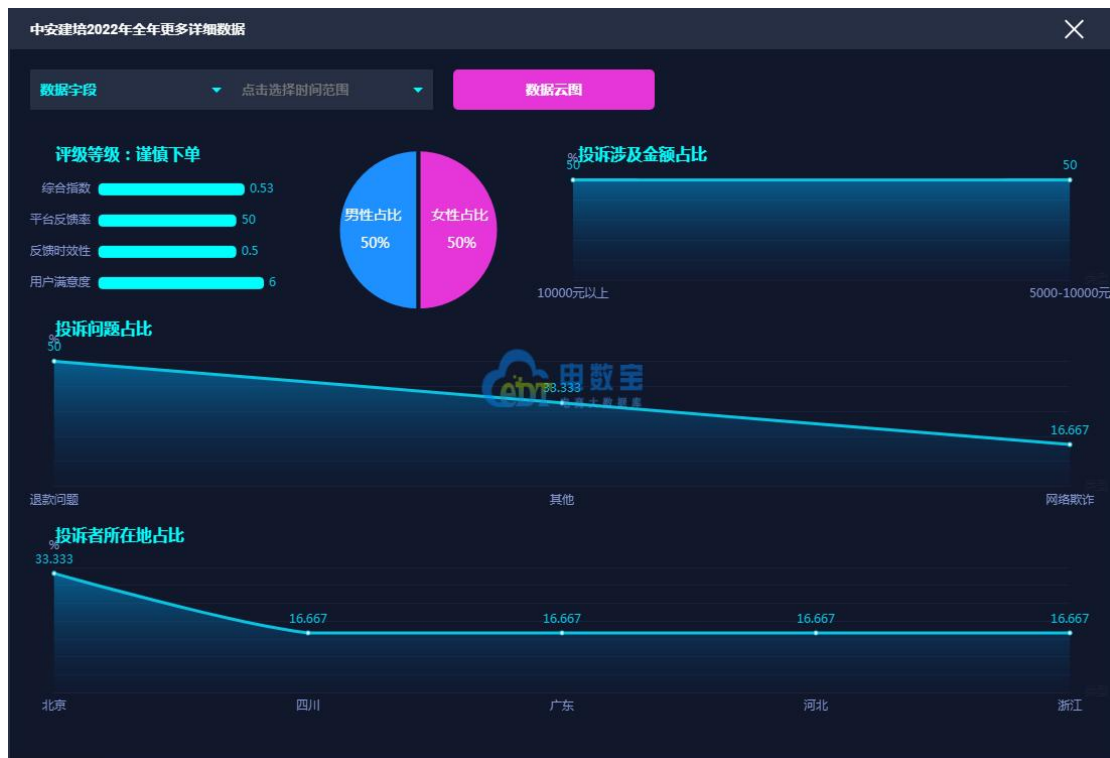 中安建培2022年全年更多详细数据
数据字段
点击选择时间范围
数据云图
评级等级：谨慎下单
综合指数 0.53
平台反馈率 50
反馈时效性 0.5
用户满意度 6
男性占比
50%
女性占比
50%
投诉涉及金额占比
%
50
50
10000元以上
5000-10000元
投诉问题占比
%
50
33.333
16.667
退款问题
其他
网络欺诈
ebdt 电数宝
电商大数据库
投诉者所在地占比
%
33.333
16.667
16.667
16.667
16.667
北京
四川
广东
河北
浙江